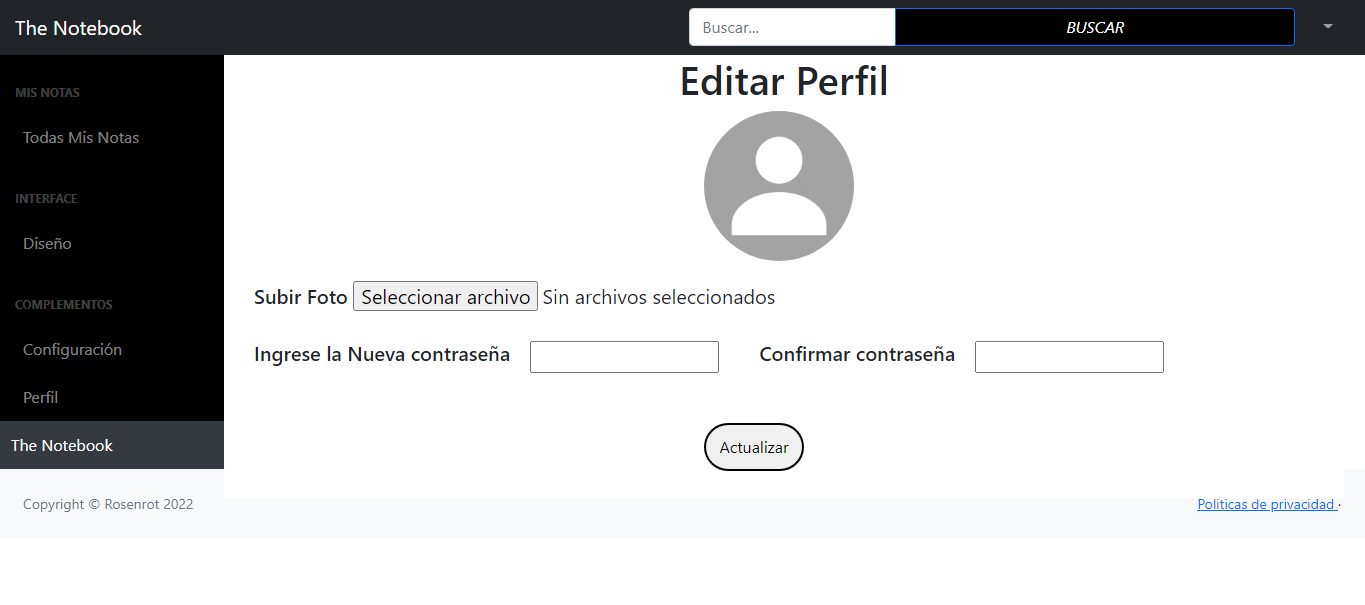 The Notebook
Buscar...
BUSCAR
MIS NOTAS
Todas Mis Notas
INTERFACE
Diseño
COMPLEMENTOS
Configuración
Perfil
The Notebook
Editar Perfil
Subir Foto Seleccionar archivo Sin archivos seleccionados
Ingrese la Nueva contraseña Confirmar contraseña
Actualizar
Copyright © Rosenrot 2022
Politicas de privacidad ·